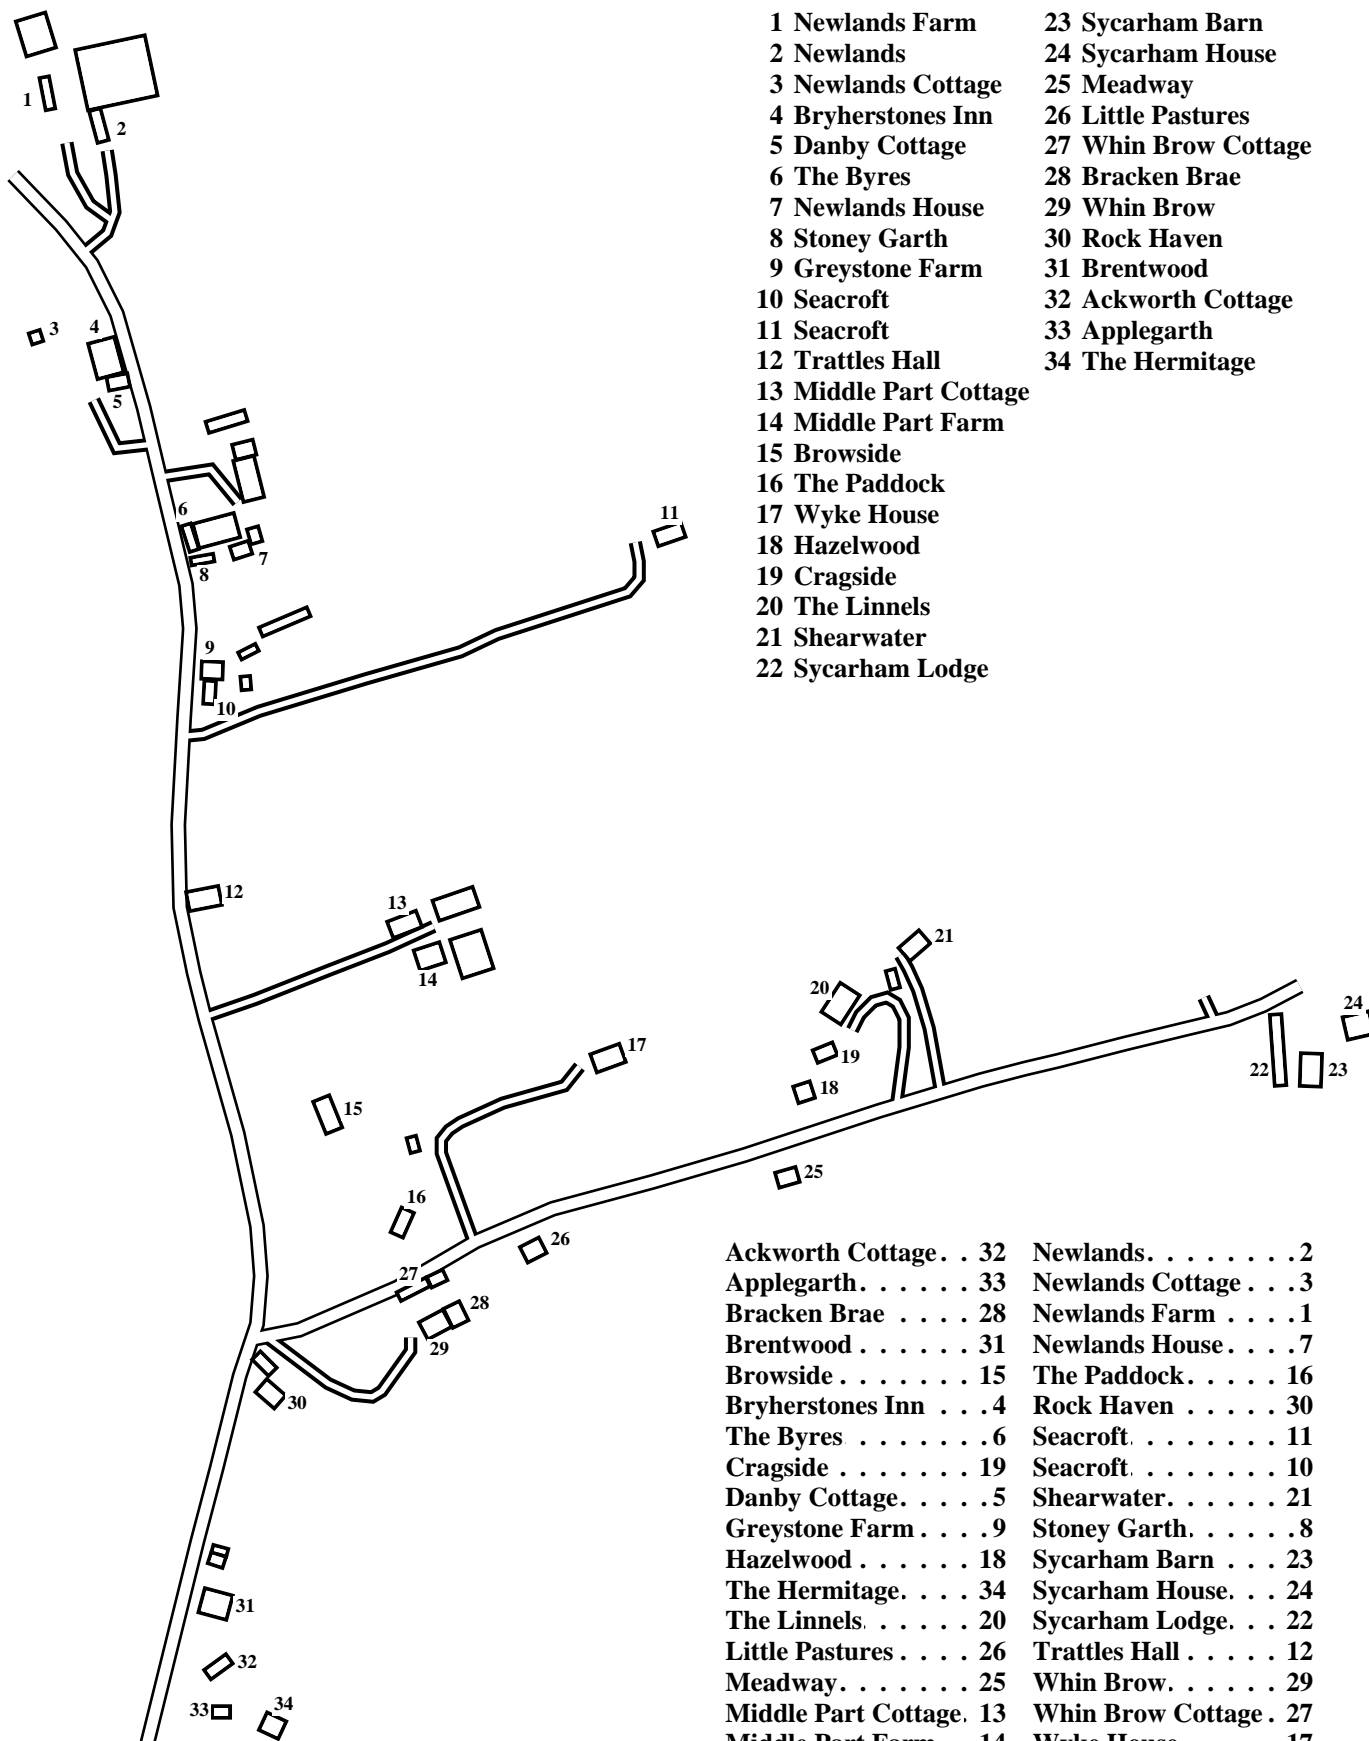 1 Newlands Farm
2 Newlands
3 Newlands Cottage
4 Bryherstones Inn
5 Danby Cottage
6 The Byres
7 Newlands House
8 Stoney Garth
9 Greystone Farm
10 Seacroft
11 Seacroft
12 Trattles Hall
13 Middle Part Cottage
14 Middle Part Farm
15 Browside
16 The Paddock
17 Wyke House
18 Hazelwood
19 Cragside
20 The Linnels
21 Shearwater
22 Sycarham Lodge
23 Sycarham Barn
24 Sycarham House
25 Meadway
26 Little Pastures
27 Whin Brow Cottage
28 Bracken Brae
29 Whin Brow
30 Rock Haven
31 Brentwood
32 Ackworth Cottage
33 Applegarth
34 The Hermitage
1
2
3
4
5
6
7
8
11
9
10
12
13
14
21
20
24
19
17
22
23
18
15
25
16
26
27
28
29
30
31
32
33
34
Ackworth Cottage. . 32
Applegarth. . . . . . 33
Bracken Brae . . . . 28
Brentwood . . . . . . 31
Browside . . . . . . . 15
Bryherstones Inn . . . 4
The Byres. . . . . . . . 6
Cragside . . . . . . . 19
Danby Cottage. . . . . 5
Greystone Farm . . . . 9
Hazelwood . . . . . . 18
The Hermitage. . . . 34
The Linnels. . . . . . 20
Little Pastures . . . . 26
Meadway. . . . . . . 25
Middle Part Cottage. 13
Middle Part Farm 14
Newlands. . . . . . . . 2
Newlands Cottage . . . 3
Newlands Farm . . . . 1
Newlands House . . . . 7
The Paddock. . . . . 16
Rock Haven . . . . . 30
Seacroft. . . . . . . . 11
Seacroft. . . . . . . . 10
Shearwater. . . . . . 21
Stoney Garth. . . . . . 8
Sycarham Barn . . . 23
Sycarham House. . . 24
Sycarham Lodge. . . 22
Trattles Hall . . . . . 12
Whin Brow. . . . . . 29
Whin Brow Cottage . 27
Wyke House 17